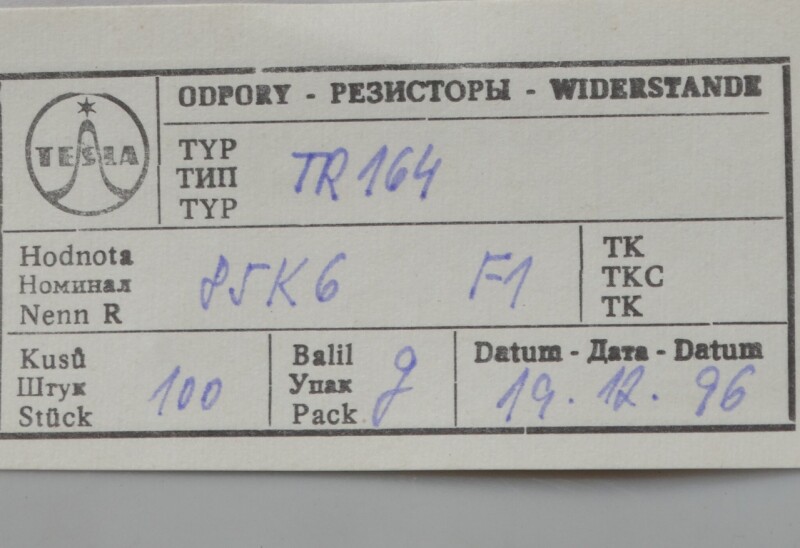 TESLA
ODPORY - РЕЗИСТОРЫ - WIDERSTANDE
TYP
ТИП TR 164
TYP
Hodnota
Номинал 85K6 F1
Nenn R
TK
TKC
TK
Kusů
Штук 100
Stück
Balil
Упак
Pack
Datum - Дата - Datum
19. 12. 96